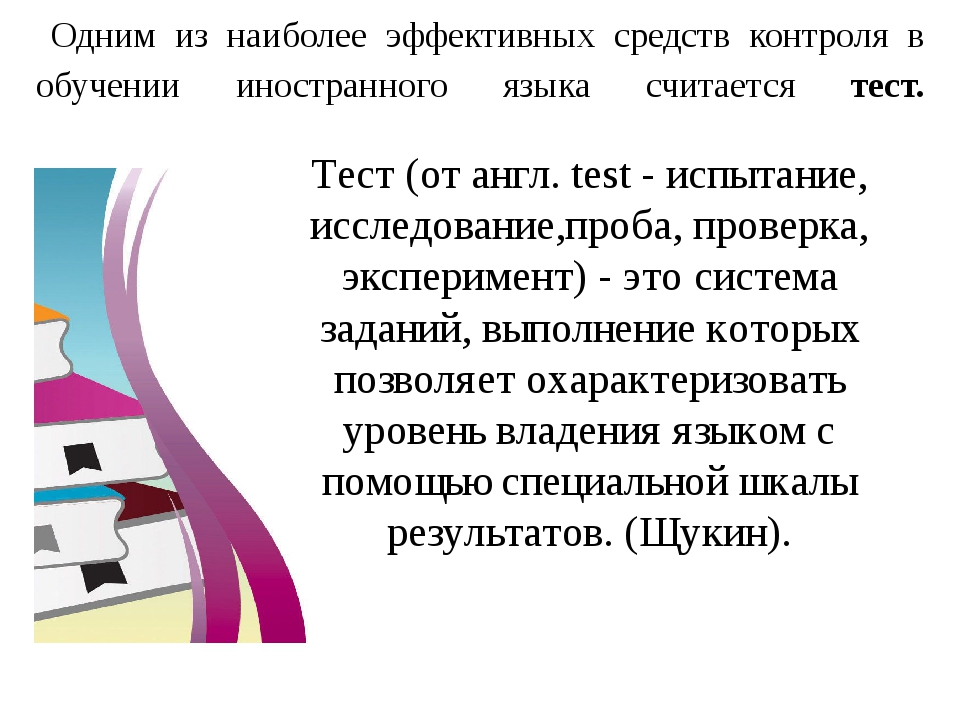 Одним из наиболее эффективных средств контроля в
обучении иностранного языка считается тест.
Тест (от англ. test - испытание,
исследование,проба, проверка,
эксперимент) - это система
заданий, выполнение которых
позволяет охарактеризовать
уровень владения языком с
помощью специальной шкалы
результатов. (Щукин).